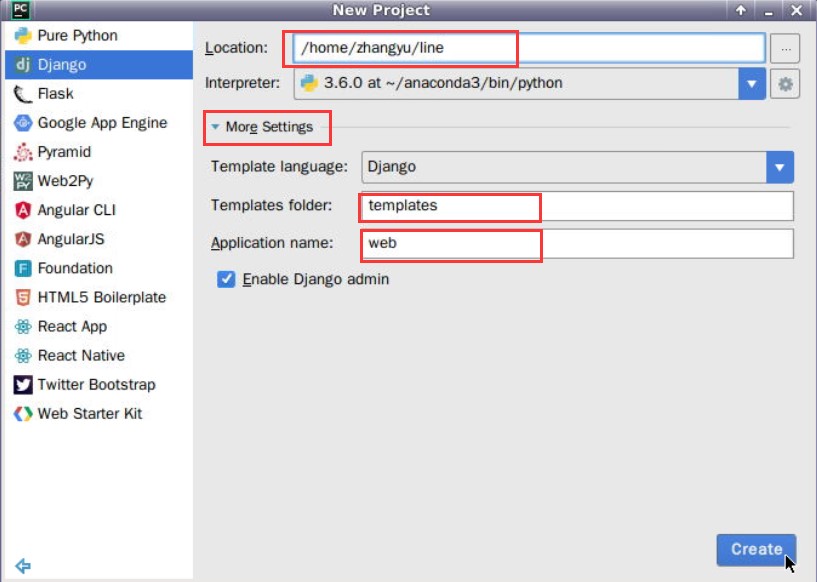 PC
New Project
Pure Python
dj Django
Flask
Google App Engine
Pyramid
Web2Py
Angular CLI
AngularJS
Foundation
HTML5 Boilerplate
React App
React Native
Twitter Bootstrap
Web Starter Kit
Location: /home/zhangyu/line ...
Interpreter: 3.6.0 at ~/anaconda3/bin/python
More Settings
Template language: Django
Templates folder: templates
Application name: web
Enable Django admin
Create